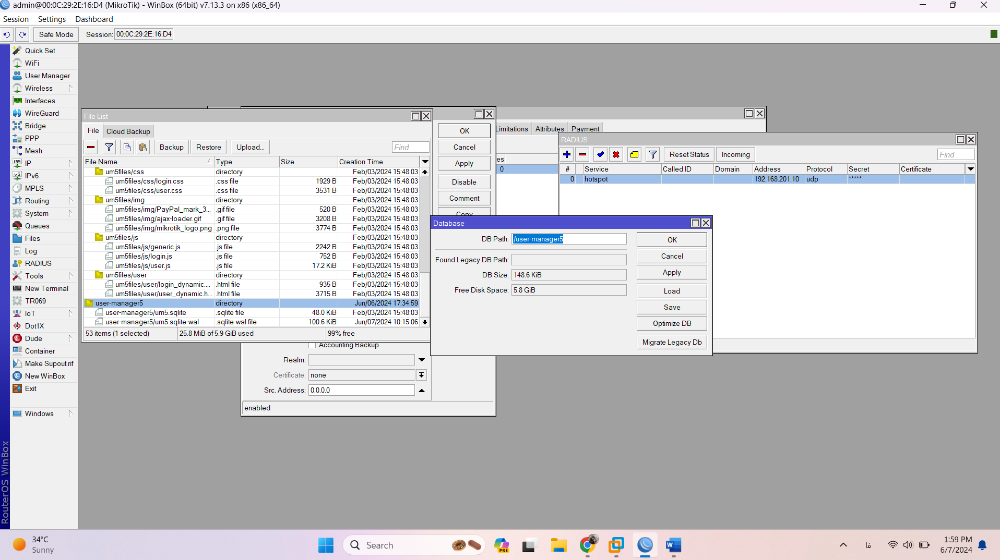 admin@00:0C:29:2E:16:D4 (MikroTik) - WinBox (64bit) v7.13.3 on x86 (x86_64)
Session Settings Dashboard
Safe Mode Session: 00:0C:29:2E:16:D4
Quick Set
WiFi
User Manager
Wireless
Interfaces
WireGuard
Bridge
PPP
Mesh
IP
IPv6
MPLS
Routing
System
Queues
Files
Log
RADIUS
Tools
New Terminal
TR069
IoT
Dot1X
Dude
Container
Make Supout.rif
New WinBox
Exit
Windows
RouterOS WinBox
File List
File Cloud Backup
Backup Restore Upload... Find
File Name Type Size Creation Time
um5files/css directory Feb/03/2024 15:48:03
um5files/css/login.css .css file 1929 B Feb/03/2024 15:48:03
um5files/css/user.css .css file 3531 B Feb/03/2024 15:48:03
um5files/img directory Feb/03/2024 15:48:03
um5files/img/PayPal_mark_3... .gif file 520 B Feb/03/2024 15:48:03
um5files/img/ajax-loader.gif .gif file 3208 B Feb/03/2024 15:48:03
um5files/img/mikrotik_logo.png .png file 3774 B Feb/03/2024 15:48:03
um5files/js directory Feb/03/2024 15:48:03
um5files/js/generic.js .js file 2242 B Feb/03/2024 15:48:03
um5files/js/login.js .js file 752 B Feb/03/2024 15:48:03
um5files/js/user.js .js file 17.2 KiB Feb/03/2024 15:48:03
um5files/user directory Feb/03/2024 15:48:03
um5files/user/login_dynamic.... .html file 935 B Feb/03/2024 15:48:03
um5files/user/user_dynamic.h... .html file 3715 B Feb/03/2024 15:48:03
user-manager5 directory Jun/06/2024 17:34:59
user-manager5/um5.sqlite .sqlite file 48.0 KiB Feb/03/2024 15:48:03
user-manager5/um5.sqlite-wal .sqlite-wal file 100.6 KiB Jun/07/2024 10:15:06
53 items (1 selected) 25.8 MiB of 5.9 GiB used 99% free
OK
Cancel
Apply
Disable
Comment
Copy
Accounting Backup
Realm:
Certificate: none
Src. Address: 0.0.0.0
enabled
Limitations Attributes Payment
es
0
RADIUS
Reset Status Incoming Find
# Service Called ID Domain Address Protocol Secret Certificate
0 hotspot 192.168.201.10 udp *****
Database
DB Path: /user-manager5
Found Legacy DB Path:
DB Size: 148.6 KiB
Free Disk Space: 5.8 GiB
OK
Cancel
Apply
Load
Save
Optimize DB
Migrate Legacy Db
34°C
Sunny
Search
PRE
فا
1:59 PM
6/7/2024